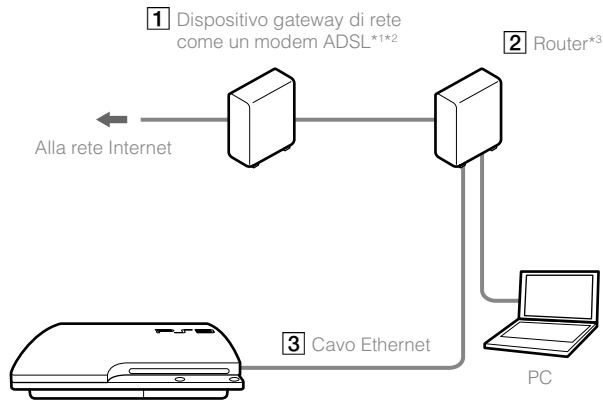 1 Dispositivo gateway di rete
come un modem ADSL*1*2
2 Router*3
Alla rete Internet
3 Cavo Ethernet
PC
PS3